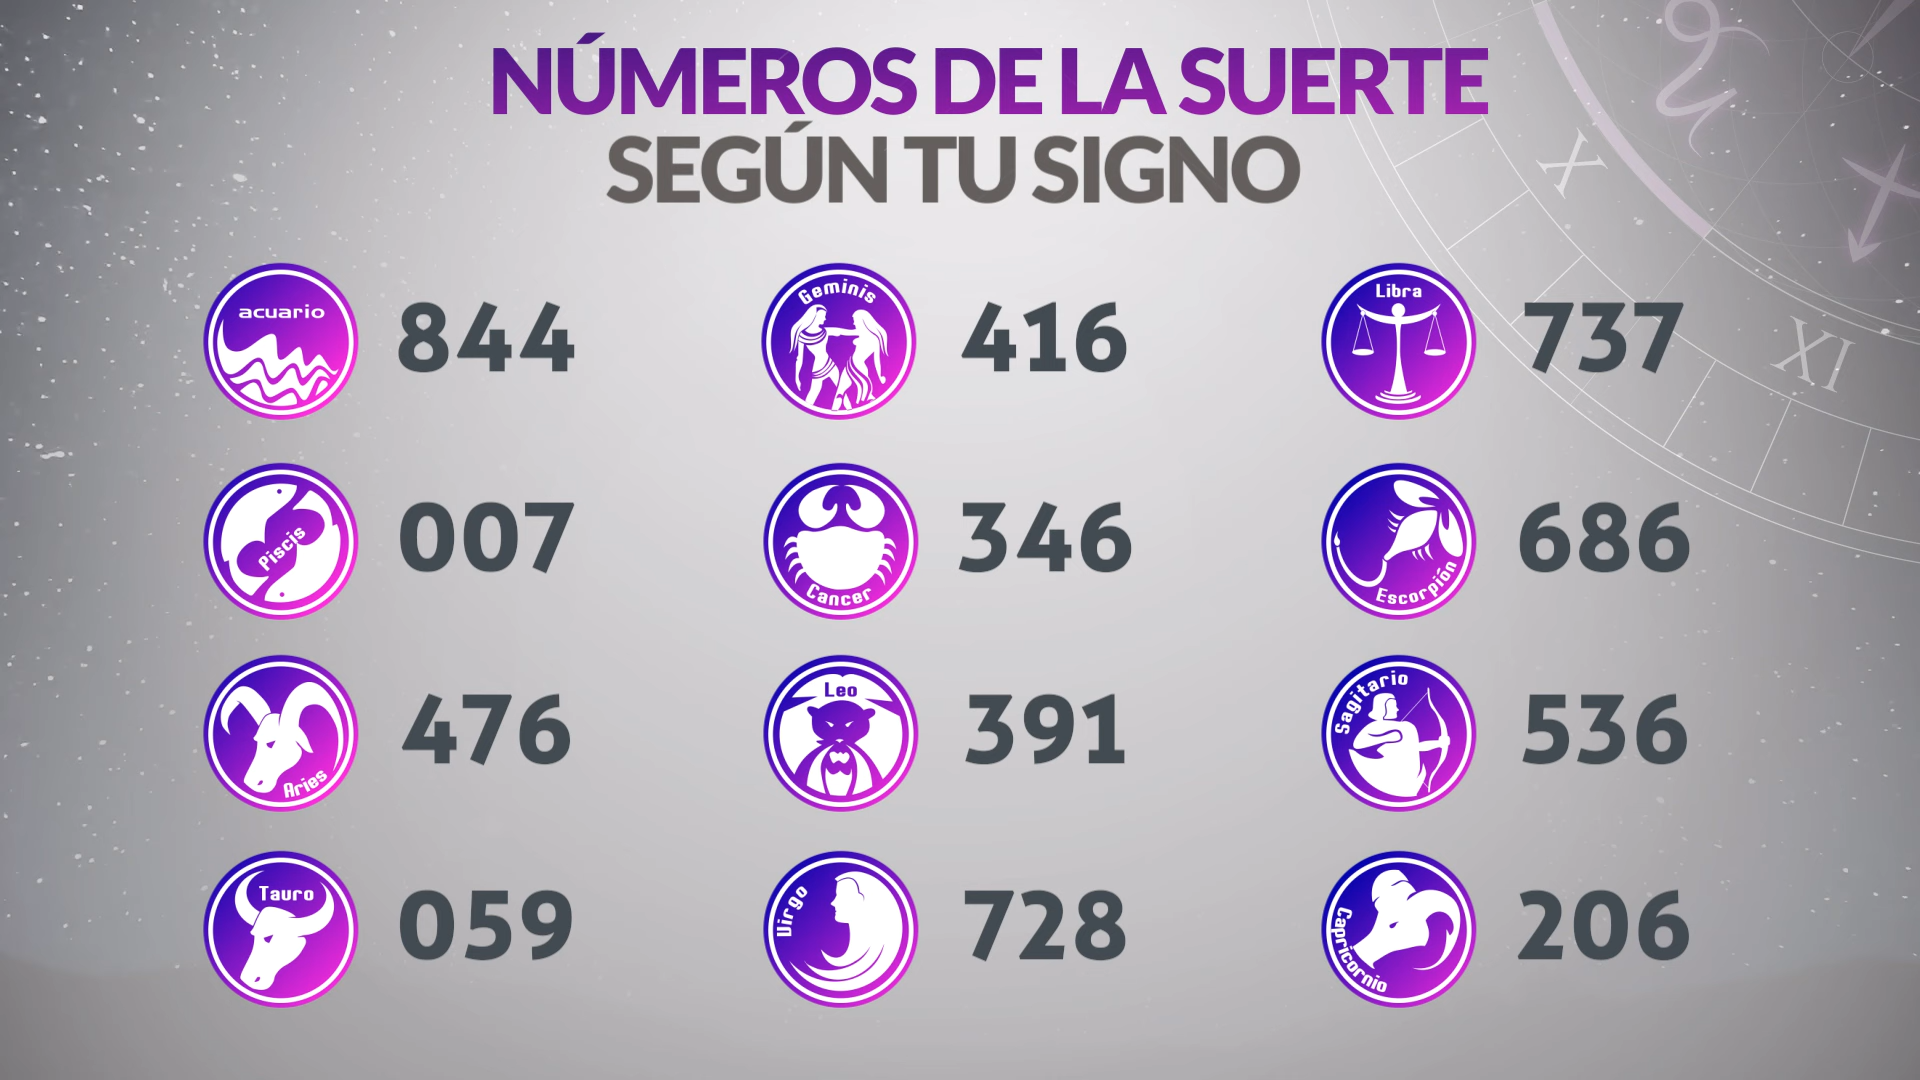 NÚMEROS DE LA SUERTE
SEGÚN TU SIGNO
acuario
844
Geminis
416
Libra
737
Piscis
007
Cancer
346
Escorpión
686
Aries
476
Leo
391
Sagitario
536
Tauro
059
Virgo
728
Capricornio
206
X
XI